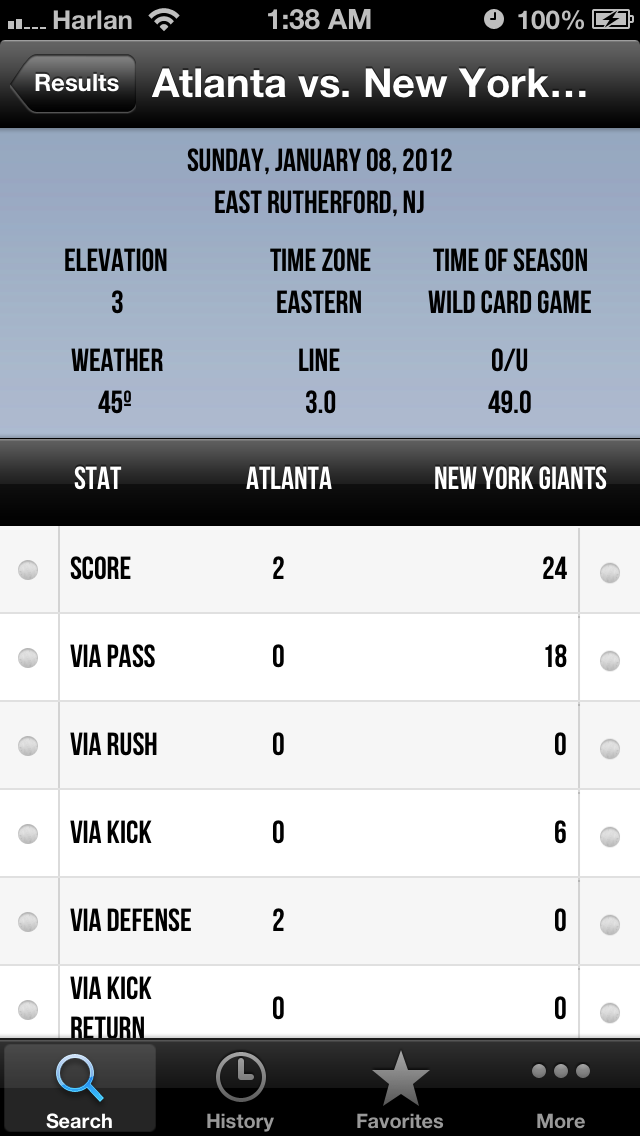 Harlan 1:38 AM 100%
Results Atlanta vs. New York...
SUNDAY, JANUARY 08, 2012
EAST RUTHERFORD, NJ
ELEVATION TIME ZONE TIME OF SEASON
3 EASTERN WILD CARD GAME
WEATHER LINE O/U
45º 3.0 49.0
STAT ATLANTA NEW YORK GIANTS
SCORE 2 24
VIA PASS 0 18
VIA RUSH 0 0
VIA KICK 0 6
VIA DEFENSE 2 0
VIA KICK
RETURN 0 0
Search History Favorites More